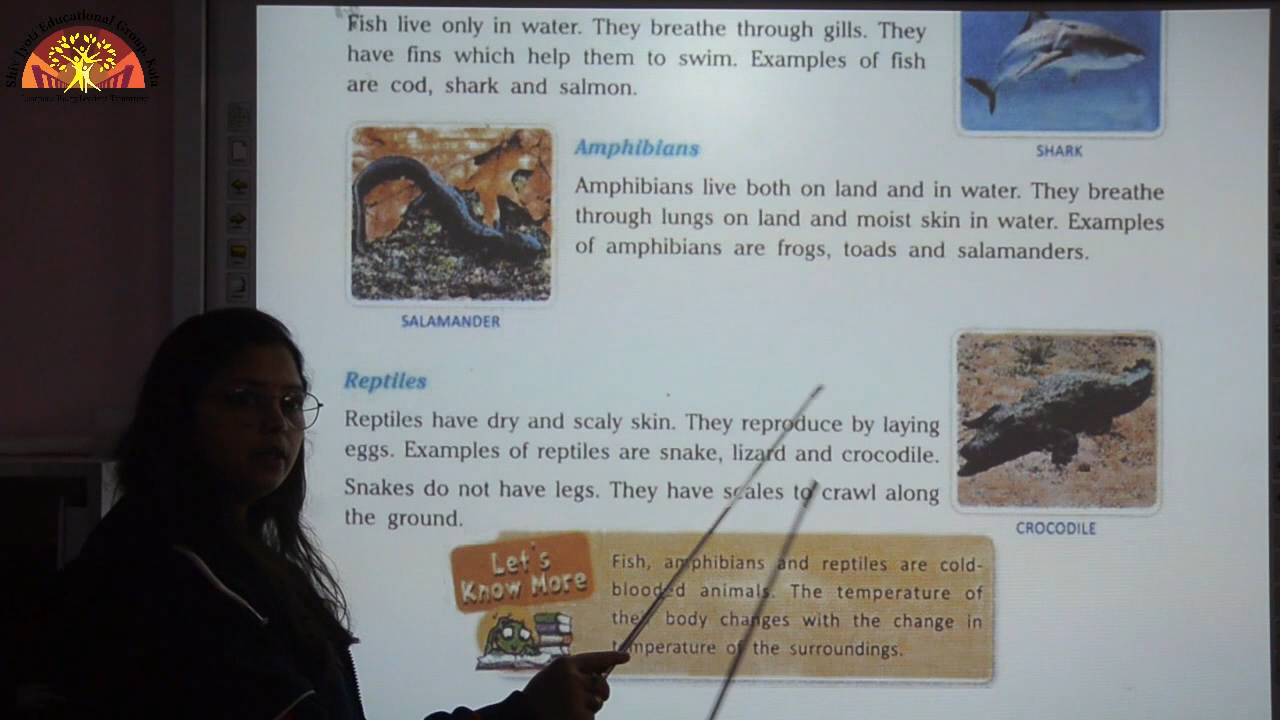 Shiv Jyoti Educational Group, Kota
Fish live only in water. They breathe through gills. They
have fins which help them to swim. Examples of fish
are cod, shark and salmon.
SHARK
Amphibians
Amphibians live both on land and in water. They breathe
through lungs on land and moist skin in water. Examples
of amphibians are frogs, toads and salamanders.
SALAMANDER
Reptiles
Reptiles have dry and scaly skin. They reproduce by laying
eggs. Examples of reptiles are snake, lizard and crocodile.
Snakes do not have legs. They have scales to crawl along
the ground.
CROCODILE
Let's
Know More
Fish, amphibians and reptiles are cold-
blooded animals. The temperature of
their body changes with the change in
temperature of the surroundings.